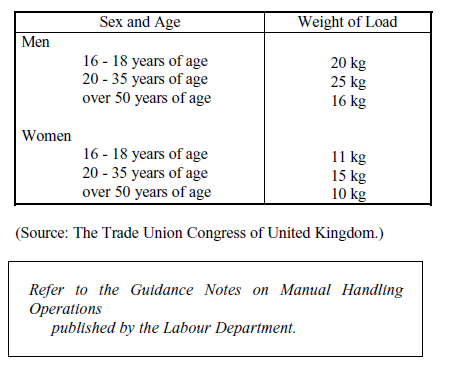 Sex and Age Weight of Load
Men
16 - 18 years of age 20 kg
20 - 35 years of age 25 kg
over 50 years of age 16 kg
Women
16 - 18 years of age 11 kg
20 - 35 years of age 15 kg
over 50 years of age 10 kg
(Source: The Trade Union Congress of United Kingdom.)
Refer to the Guidance Notes on Manual Handling
Operations
published by the Labour Department.